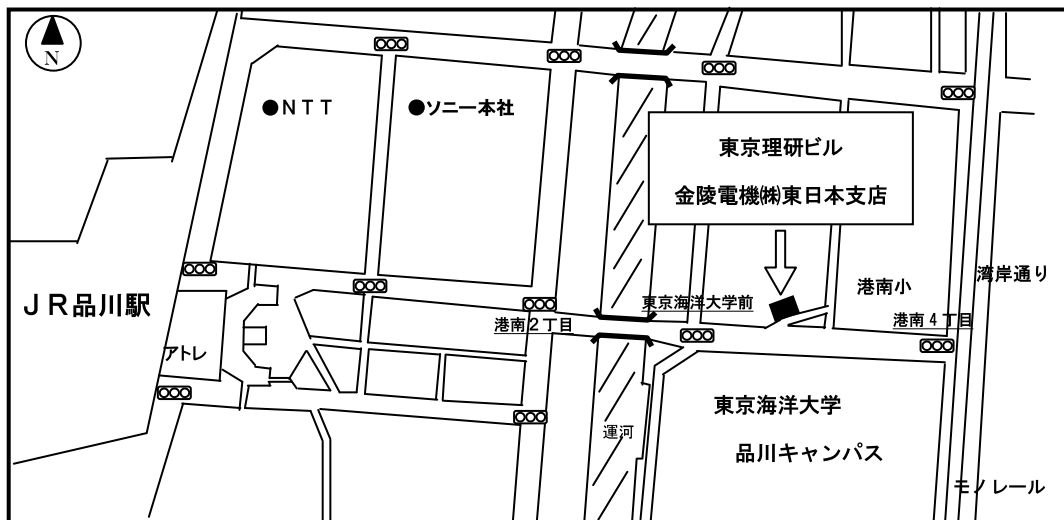 N
●NTT
●ソニー本社
東京理研ビル
金陵電機㈱東日本支店
JR品川駅
アトレ
港南2丁目
東京海洋大学前
港南小
湾岸通り
港南4丁目
運河
東京海洋大学
品川キャンパス
モノレール